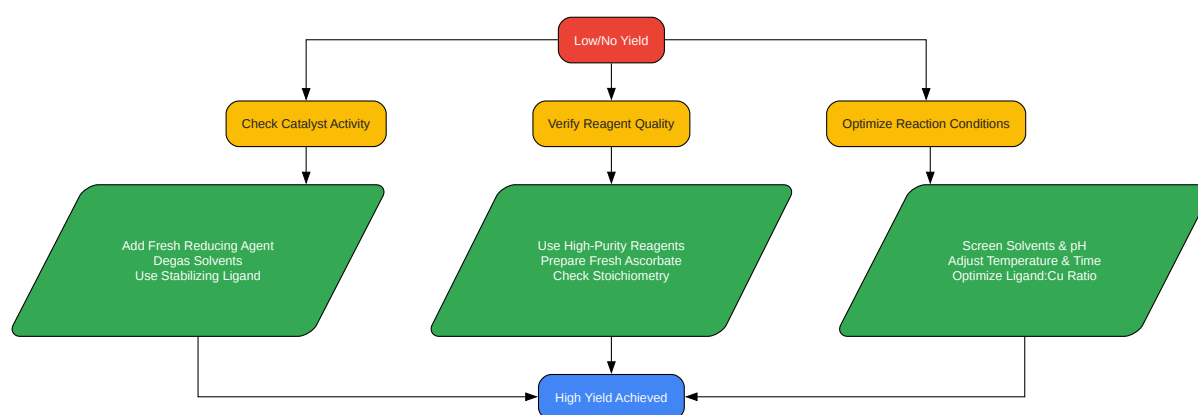 Low/No Yield
Check Catalyst Activity
Verify Reagent Quality
Optimize Reaction Conditions
Add Fresh Reducing Agent
Degas Solvents
Use Stabilizing Ligand
Use High-Purity Reagents
Prepare Fresh Ascorbate
Check Stoichiometry
Screen Solvents & pH
Adjust Temperature & Time
Optimize Ligand:Cu Ratio
High Yield Achieved